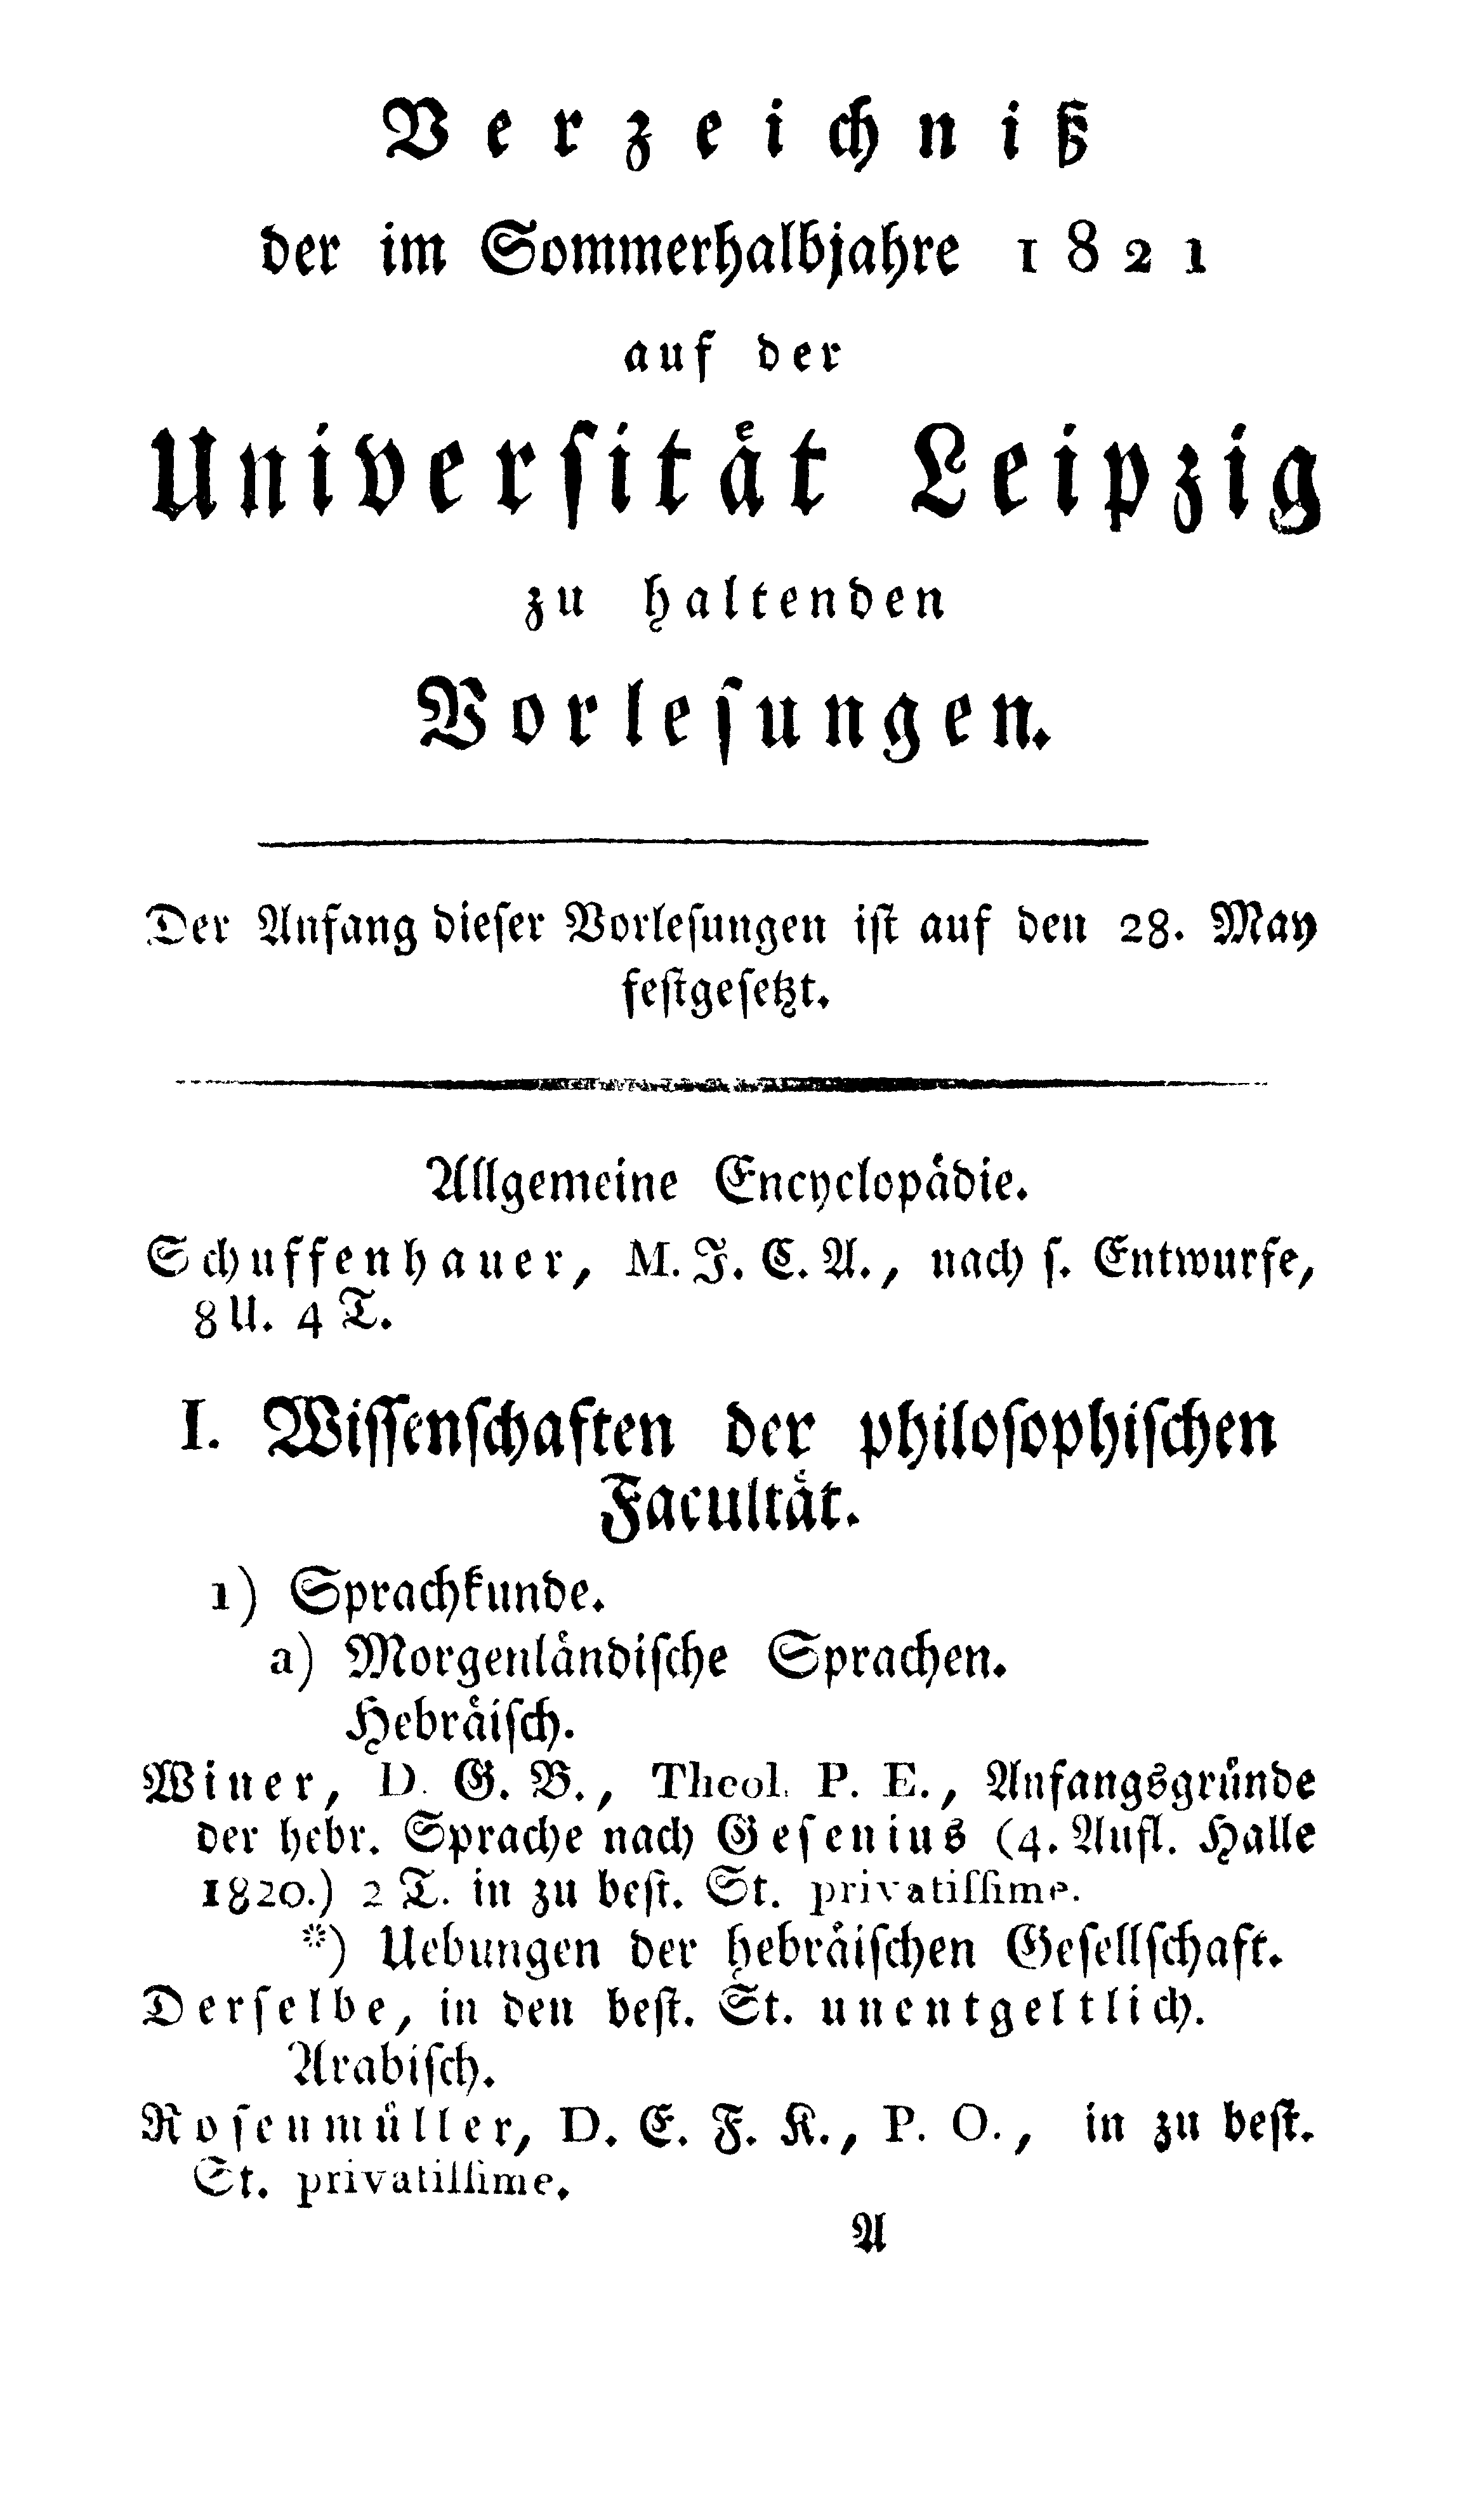 Verzeichniß
der im Sommerhalbjahre 1821
auf der
Universität Leipzig
zu haltenden
Vorlesungen.
Der Anfang dieser Vorlesungen ist auf den 28. May
festgesetzt.
Allgemeine Encyclopädie.
Schuffenhauer, M. J. C. A., nach s. Entwurfe,
8 U. 4 T.
I. Wissenschaften der philosophischen
Facultät.
1) Sprachkunde.
a) Morgenländische Sprachen.
Hebräisch.
Winer, D. G. B., Theol. P. E., Anfangsgründe
der hebr. Sprache nach Gesenius (4. Aufl. Halle
1820.) 2 T. in zu best. St. privatissime.
*) Uebungen der hebräischen Gesellschaft.
Derselbe, in den best. St. unentgeltlich.
Arabisch.
Rosenmüller, D. E. F. K., P. O., in zu best.
St. privatissime.
A